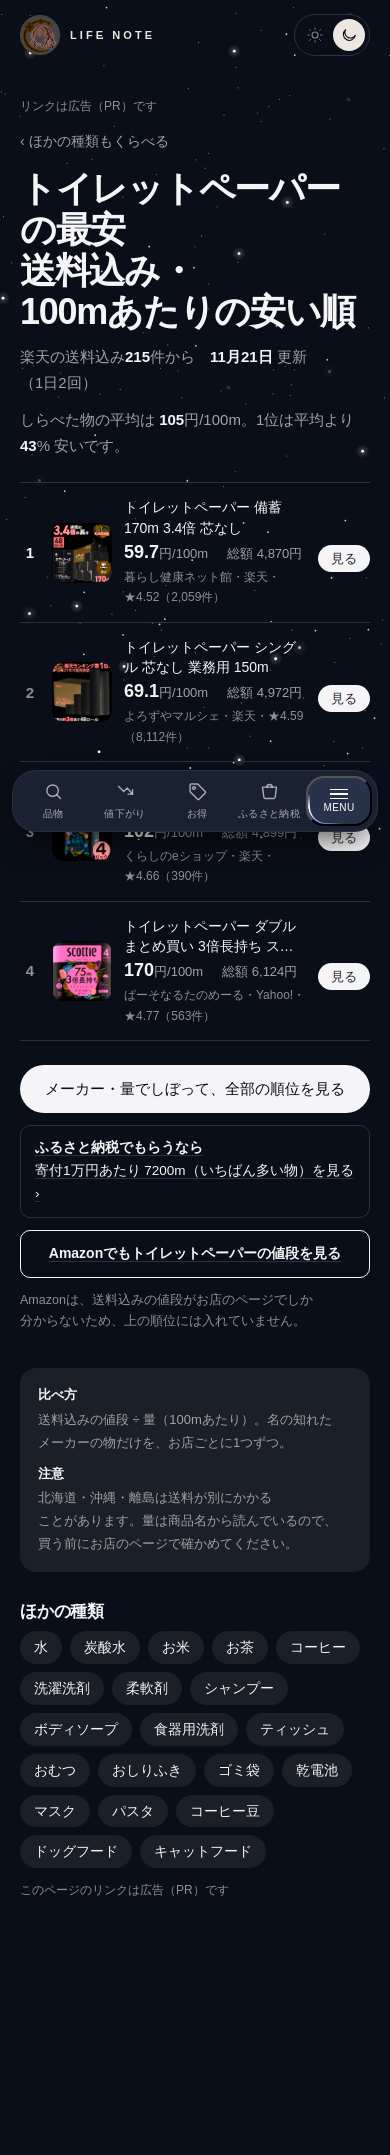 LIFE NOTE
リンクは広告（PR）です
‹ ほかの種類もくらべる
トイレットペーパー
の最安
送料込み・
100mあたりの安い順
楽天の送料込み215件から　11月21日 更新
（1日2回）
しらべた物の平均は 105円/100m。1位は平均より
43% 安いです。
1
トイレットペーパー 備蓄
170m 3.4倍 芯なし
59.7円/100m 総額 4,870円
暮らし健康ネット館・楽天・
★4.52（2,059件）
見る
2
トイレットペーパー シング
ル 芯なし 業務用 150m
69.1円/100m 総額 4,972円
よろずやマルシェ・楽天・★4.59
（8,112件）
見る
品物
値下がり
お得
ふるさと納税
MENU
3
102円/100m 総額 4,899円
くらしのeショップ・楽天・
★4.66（390件）
見る
4
scottie
トイレットペーパー ダブル
まとめ買い 3倍長持ち ス…
170円/100m 総額 6,124円
ぱーそなるたのめーる・Yahoo!・
★4.77（563件）
見る
メーカー・量でしぼって、全部の順位を見る
ふるさと納税でもらうなら
寄付1万円あたり 7200m（いちばん多い物）を見る
›
Amazonでもトイレットペーパーの値段を見る
Amazonは、送料込みの値段がお店のページでしか
分からないため、上の順位には入れていません。
比べ方
送料込みの値段 ÷ 量（100mあたり）。名の知れた
メーカーの物だけを、お店ごとに1つずつ。
注意
北海道・沖縄・離島は送料が別にかかる
ことがあります。量は商品名から読んでいるので、
買う前にお店のページで確かめてください。
ほかの種類
水 炭酸水 お米 お茶 コーヒー
洗濯洗剤 柔軟剤 シャンプー
ボディソープ 食器用洗剤 ティッシュ
おむつ おしりふき ゴミ袋 乾電池
マスク パスタ コーヒー豆
ドッグフード キャットフード
このページのリンクは広告（PR）です